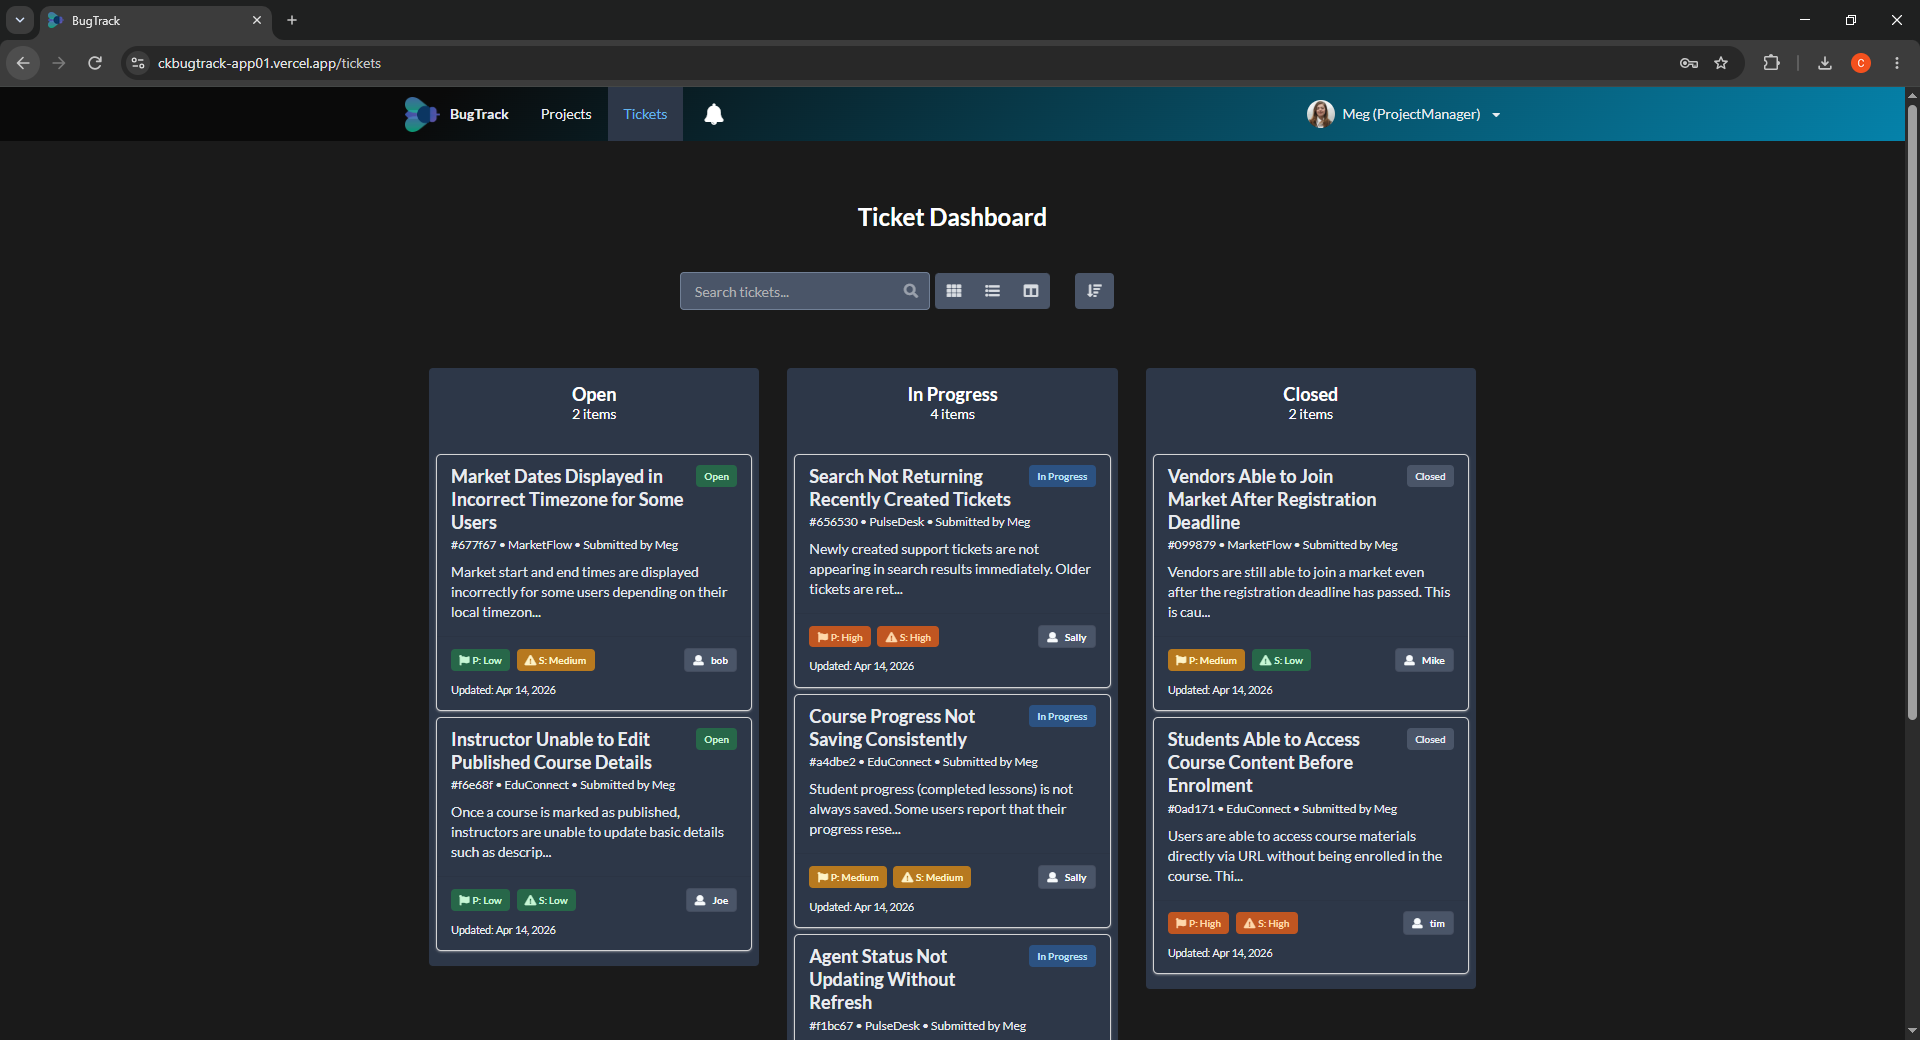 BugTrack
ckbugtrack-app01.vercel.app/tickets
C
BugTrack
Projects
Tickets
Meg (ProjectManager)
Ticket Dashboard
Search tickets...
Open
2 items
Market Dates Displayed in
Incorrect Timezone for Some
Users
Open
#677f67 • MarketFlow • Submitted by Meg
Market start and end times are displayed
incorrectly for some users depending on their
local timezon...
P: Low
S: Medium
bob
Updated: Apr 14, 2026
Instructor Unable to Edit
Published Course Details
Open
#f6e68f • EduConnect • Submitted by Meg
Once a course is marked as published,
instructors are unable to update basic details
such as descrip...
P: Low
S: Low
Joe
Updated: Apr 14, 2026
In Progress
4 items
Search Not Returning
Recently Created Tickets
In Progress
#656530 • PulseDesk • Submitted by Meg
Newly created support tickets are not
appearing in search results immediately. Older
tickets are ret...
P: High
S: High
Sally
Updated: Apr 14, 2026
Course Progress Not
Saving Consistently
In Progress
#a4dbe2 • EduConnect • Submitted by Meg
Student progress (completed lessons) is not
always saved. Some users report that their
progress rese...
P: Medium
S: Medium
Sally
Updated: Apr 14, 2026
Agent Status Not
Updating Without
Refresh
In Progress
#f1bc67 • PulseDesk • Submitted by Meg
Closed
2 items
Vendors Able to Join
Market After Registration
Deadline
Closed
#099879 • MarketFlow • Submitted by Meg
Vendors are still able to join a market even
after the registration deadline has passed. This
is cau...
P: Medium
S: Low
Mike
Updated: Apr 14, 2026
Students Able to Access
Course Content Before
Enrolment
Closed
#0ad171 • EduConnect • Submitted by Meg
Users are able to access course materials
directly via URL without being enrolled in the
course. Thi...
P: High
S: High
tim
Updated: Apr 14, 2026